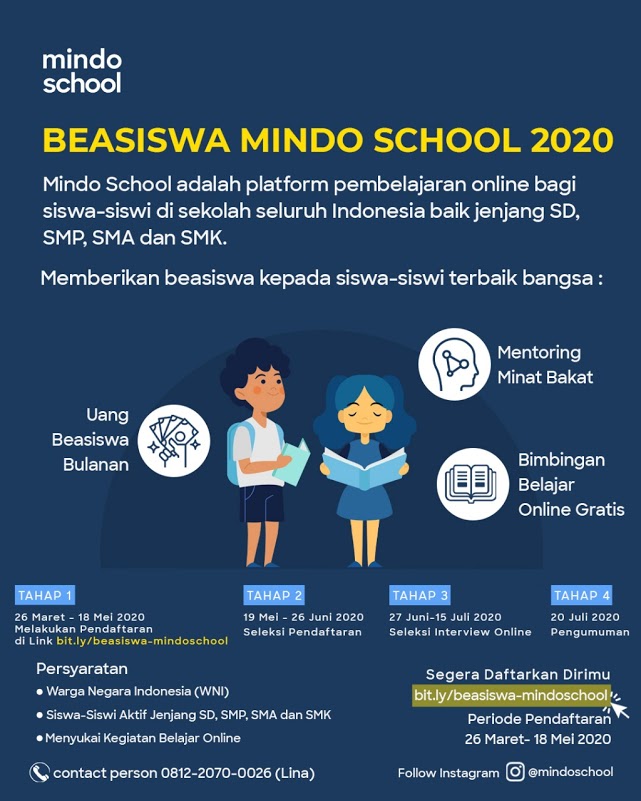 mindo
school
BEASISWA MINDO SCHOOL 2020
Mindo School adalah platform pembelajaran online bagi
siswa-siswi di sekolah seluruh Indonesia baik jenjang SD,
SMP, SMA dan SMK.
Memberikan beasiswa kepada siswa-siswi terbaik bangsa :
Mentoring
Minat Bakat
Uang
Beasiswa
Bulanan
Bimbingan
Belajar
Online Gratis
TAHAP 1
26 Maret - 18 Mei 2020
Melakukan Pendaftaran
di Link bit.ly/beasiswa-mindoschool
TAHAP 2
19 Mei - 26 Juni 2020
Seleksi Pendaftaran
TAHAP 3
27 Juni-15 Juli 2020
Seleksi Interview Online
TAHAP 4
20 Juli 2020
Pengumuman
Persyaratan
• Warga Negara Indonesia (WNI)
• Siswa-Siswi Aktif Jenjang SD, SMP, SMA dan SMK
• Menyukai Kegiatan Belajar Online
Segera Daftarkan Dirimu
bit.ly/beasiswa-mindoschool
Periode Pendaftaran
26 Maret- 18 Mei 2020
contact person 0812-2070-0026 (Lina)
Follow Instagram @mindoschool